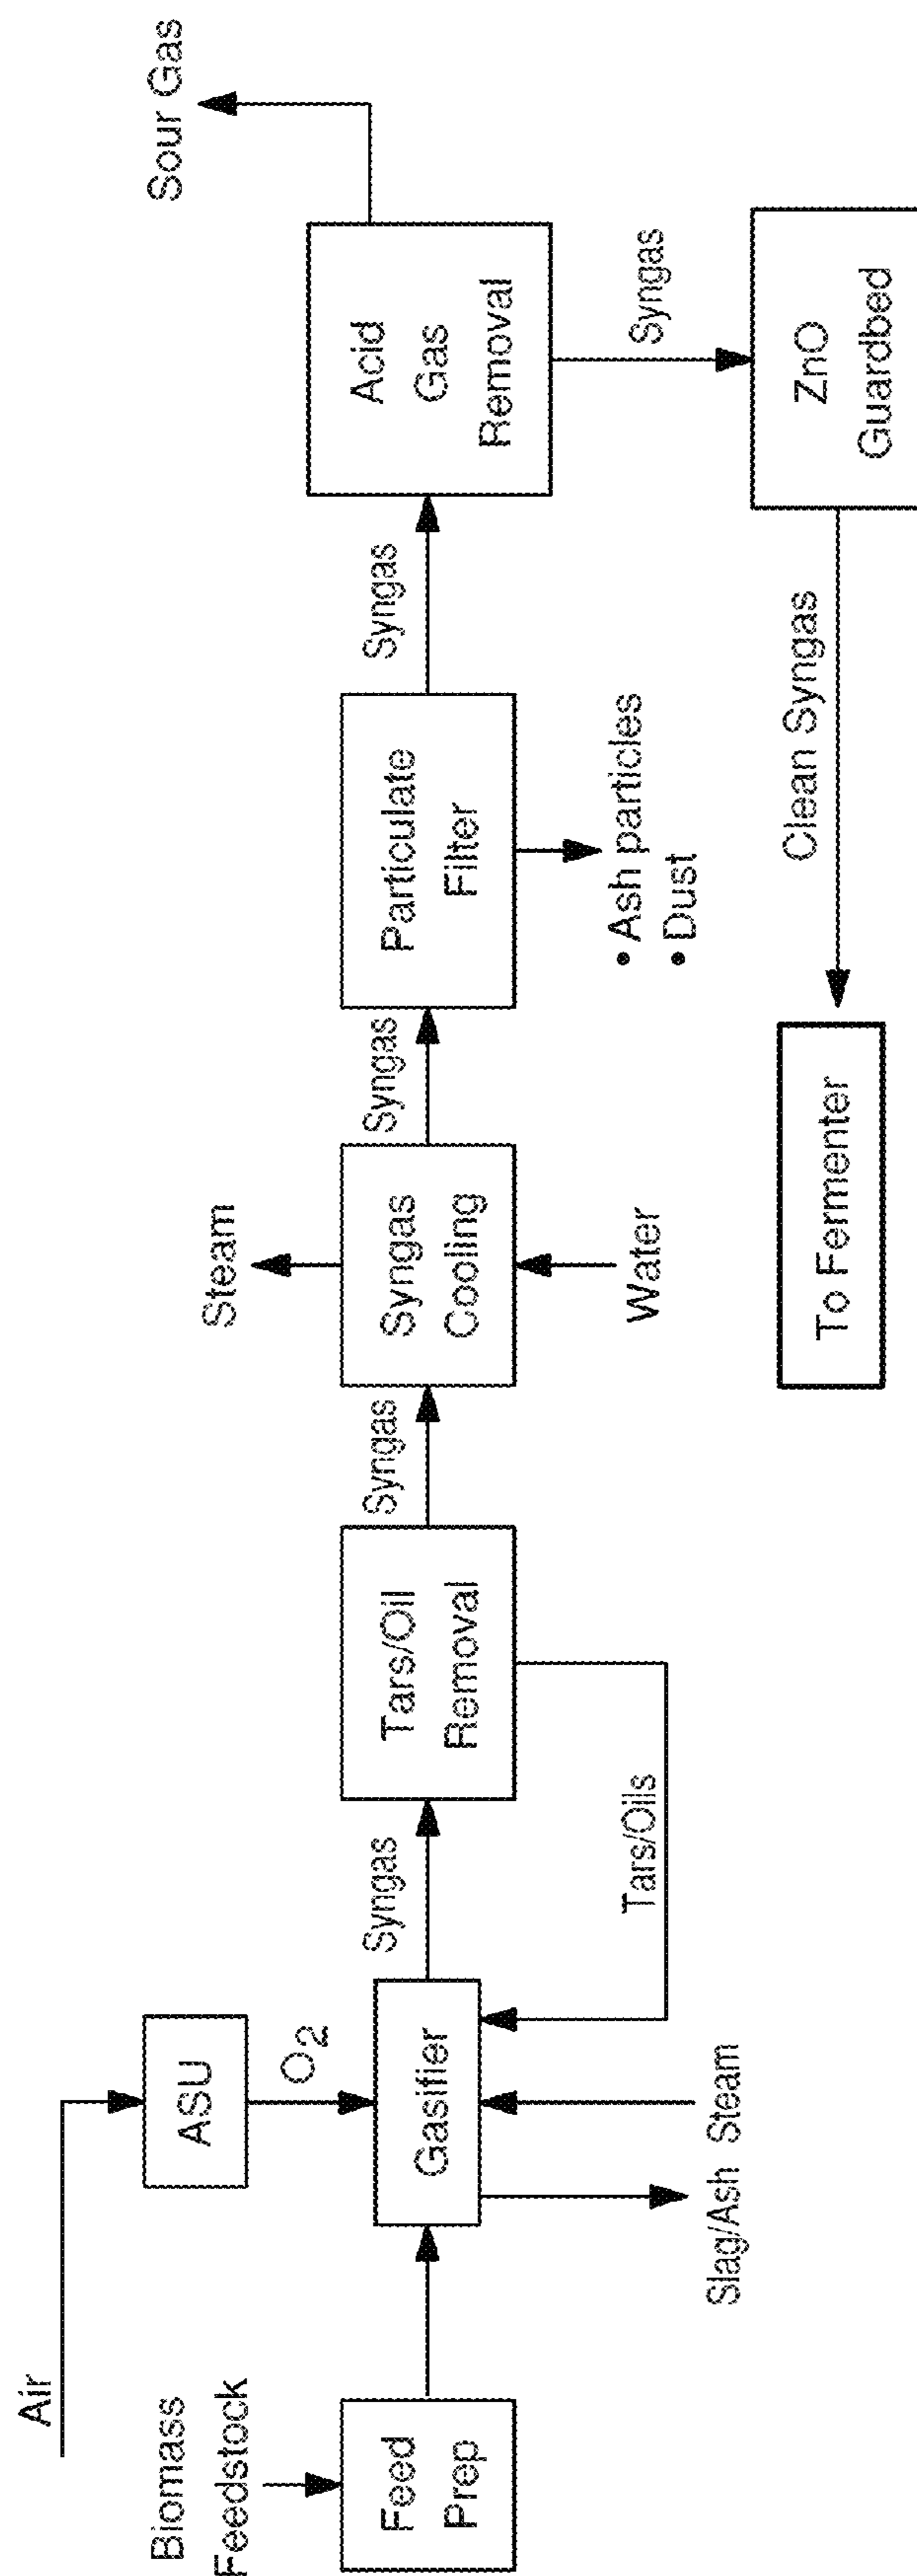 Air
ASU
O2
Biomass
Feedstock
Feed
Prep
Gasifier
Slag/Ash
Steam
Syngas
Tars/Oil
Removal
Tars/Oils
Syngas
Steam
Syngas
Cooling
Water
Syngas
Particulate
Filter
• Ash particles
• Dust
Syngas
Acid
Gas
Removal
Sour Gas
Syngas
ZnO
Guardbed
Clean Syngas
To Fermenter